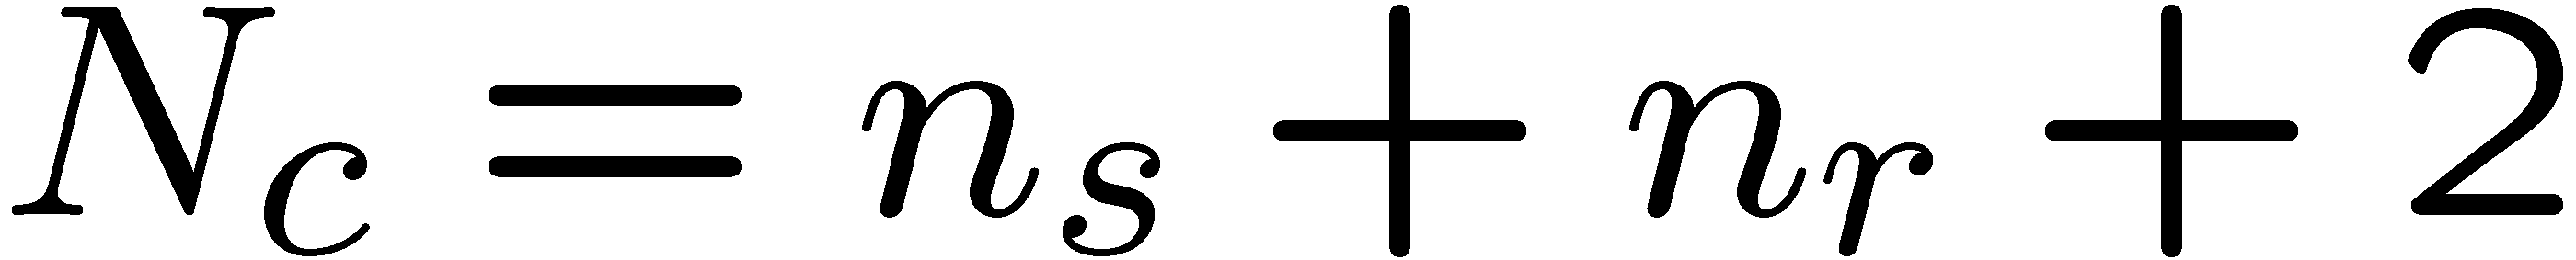 N_c = n_s + n_r + 2